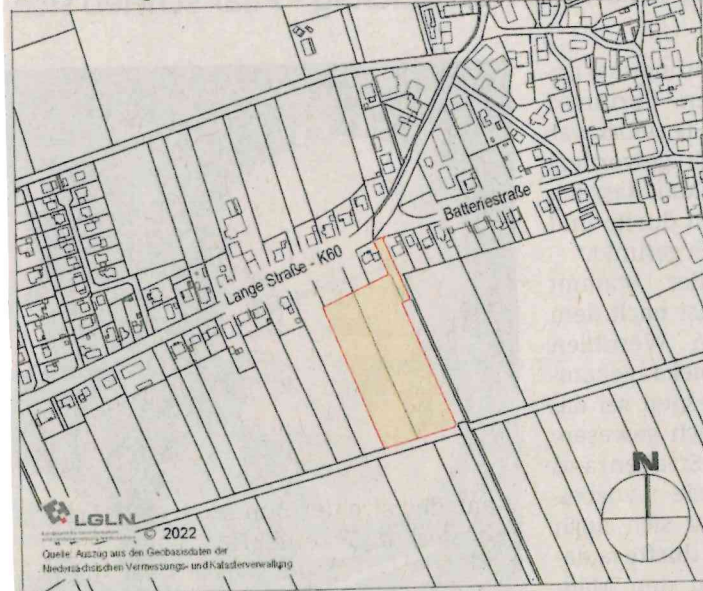 Batteriestraße
Lange Straße - K60
N
LGLN
© 2022
Quelle: Auszug aus den Geobasisdaten der
Niedersächsischen Vermessungs- und Katasterverwaltung